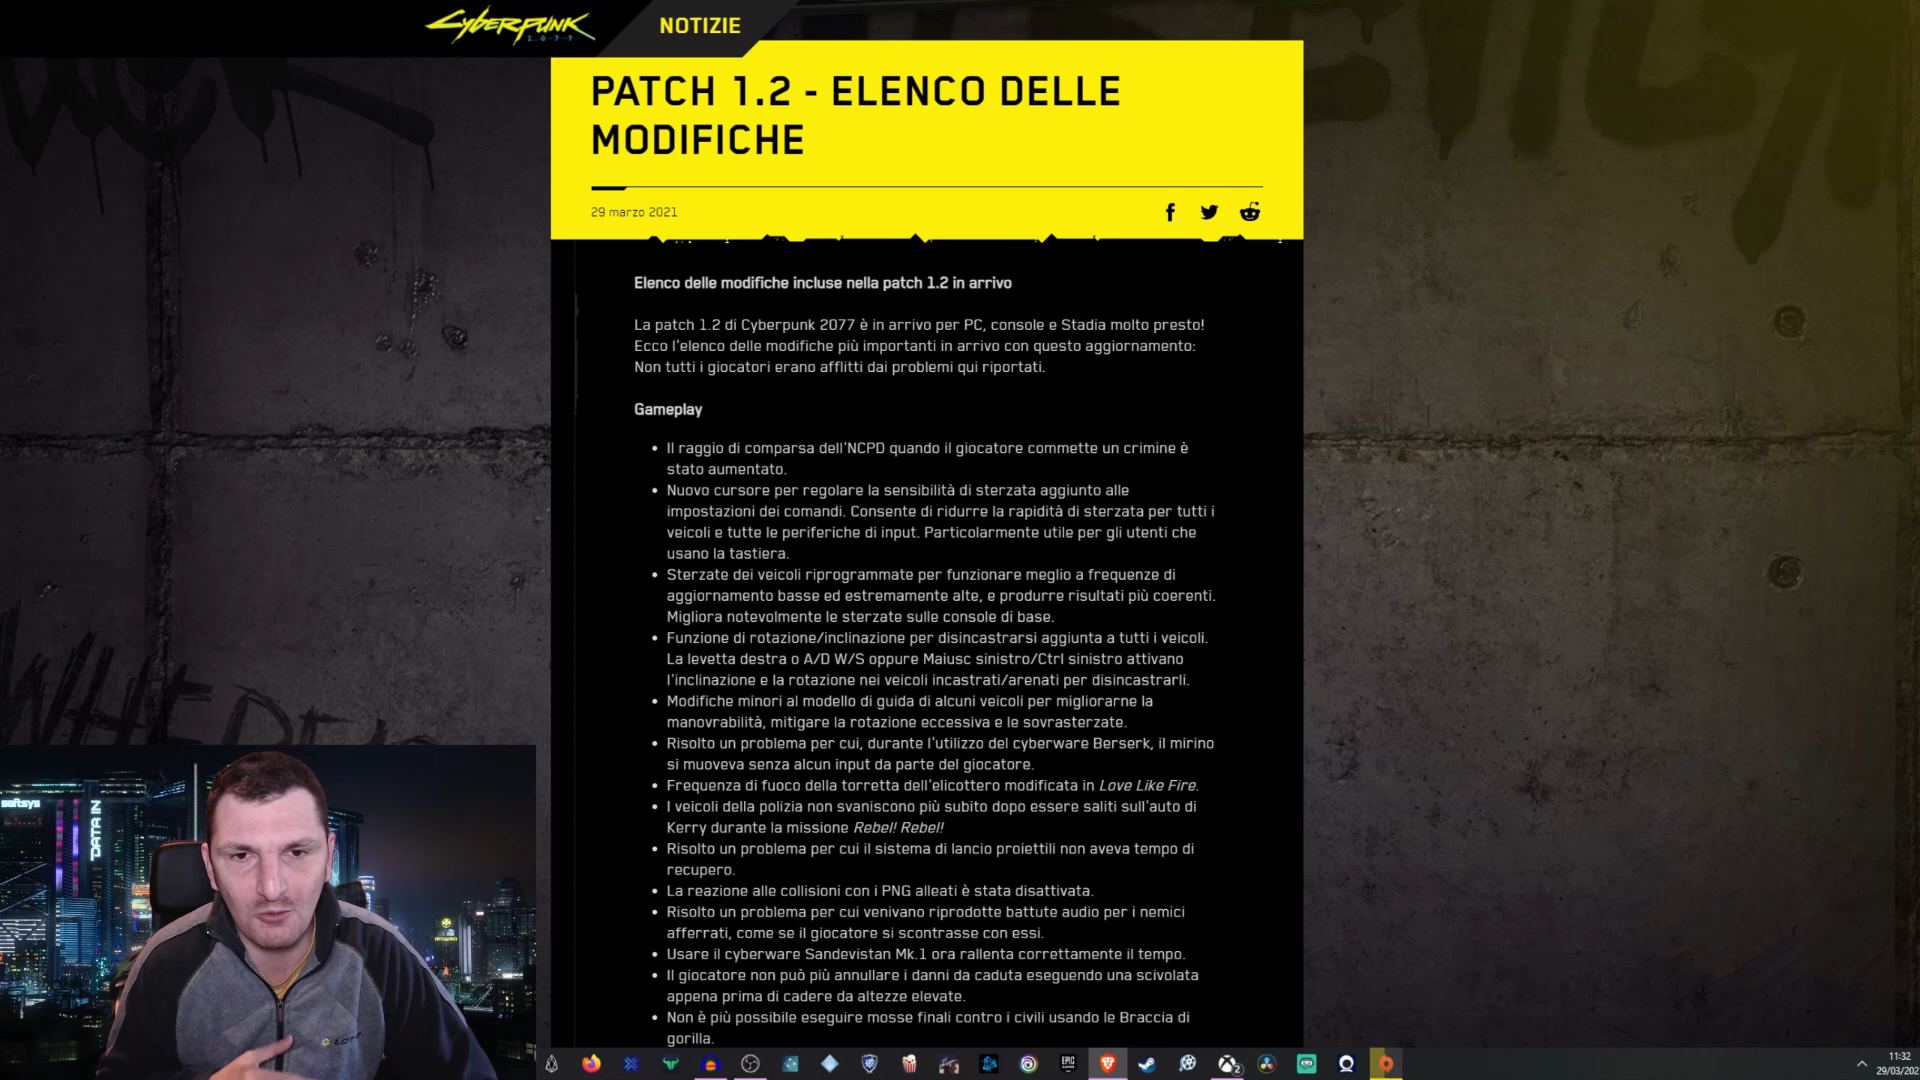 Cyberpunk
2077
NOTIZIE
PATCH 1.2 - ELENCO DELLE
MODIFICHE
29 marzo 2021
Elenco delle modifiche incluse nella patch 1.2 in arrivo
La patch 1.2 di Cyberpunk 2077 è in arrivo per PC, console e Stadia molto presto!
Ecco l'elenco delle modifiche più importanti in arrivo con questo aggiornamento:
Non tutti i giocatori erano afflitti dai problemi qui riportati.
Gameplay
• Il raggio di comparsa dell'NCPD quando il giocatore commette un crimine è
stato aumentato.
• Nuovo cursore per regolare la sensibilità di sterzata aggiunto alle
impostazioni dei comandi. Consente di ridurre la rapidità di sterzata per tutti i
veicoli e tutte le periferiche di input. Particolarmente utile per gli utenti che
usano la tastiera.
• Sterzate dei veicoli riprogrammate per funzionare meglio a frequenze di
aggiornamento basse ed estremamente alte, e produrre risultati più coerenti.
Migliora notevolmente le sterzate sulle console di base.
• Funzione di rotazione/inclinazione per disincastrarsi aggiunta a tutti i veicoli.
La levetta destra o A/D W/S oppure Maiusc sinistro/Ctrl sinistro attivano
l'inclinazione e la rotazione nei veicoli incastrati/arenati per disincastrarli.
• Modifiche minori al modello di guida di alcuni veicoli per migliorarne la
manovrabilità, mitigare la rotazione eccessiva e le sovrasterzate.
• Risolto un problema per cui, durante l'utilizzo del cyberware Berserk, il mirino
si muoveva senza alcun input da parte del giocatore.
• Frequenza di fuoco della torretta dell'elicottero modificata in Love Like Fire.
• I veicoli della polizia non svaniscono più subito dopo essere saliti sull'auto di
Kerry durante la missione Rebel! Rebel!
• Risolto un problema per cui il sistema di lancio proiettili non aveva tempo di
recupero.
• La reazione alle collisioni con i PNG alleati è stata disattivata.
• Risolto un problema per cui venivano riprodotte battute audio per i nemici
afferrati, come se il giocatore si scontrasse con essi.
• Usare il cyberware Sandevistan Mk.1 ora rallenta correttamente il tempo.
• Il giocatore non può più annullare i danni da caduta eseguendo una scivolata
appena prima di cadere da altezze elevate.
• Non è più possibile eseguire mosse finali contro i civili usando le Braccia di
gorilla.
softsys
DATA IN
EPIC
2
11:32
29/03/202